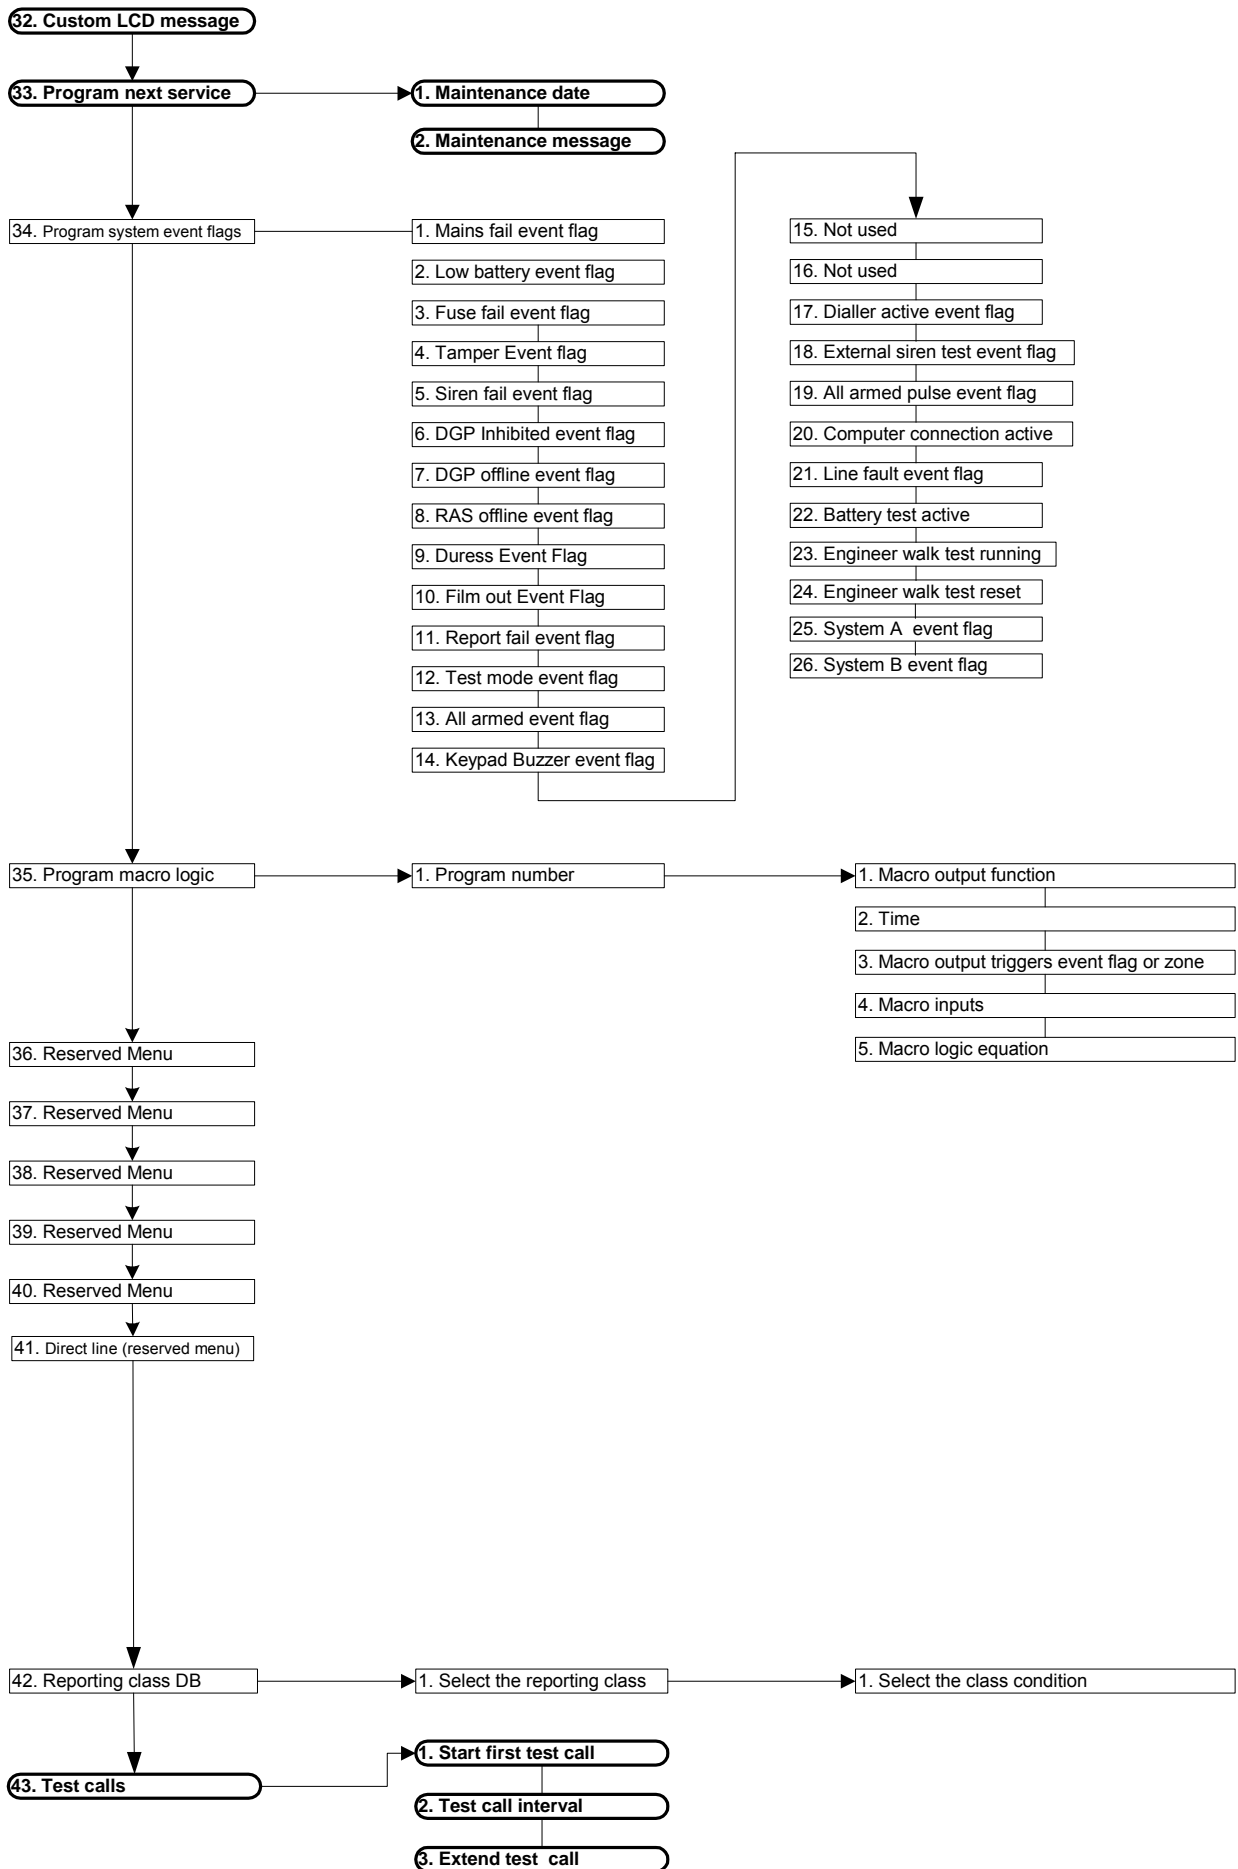 32. Custom LCD message
33. Program next service
1. Maintenance date
2. Maintenance message
34. Program system event flags
1. Mains fail event flag
2. Low battery event flag
3. Fuse fail event flag
4. Tamper Event flag
5. Siren fail event flag
6. DGP Inhibited event flag
7. DGP offline event flag
8. RAS offline event flag
9. Duress Event Flag
10. Film out Event Flag
11. Report fail event flag
12. Test mode event flag
13. All armed event flag
14. Keypad Buzzer event flag
15. Not used
16. Not used
17. Dialler active event flag
18. External siren test event flag
19. All armed pulse event flag
20. Computer connection active
21. Line fault event flag
22. Battery test active
23. Engineer walk test running
24. Engineer walk test reset
25. System A event flag
26. System B event flag
35. Program macro logic
1. Program number
1. Macro output function
2. Time
3. Macro output triggers event flag or zone
4. Macro inputs
5. Macro logic equation
36. Reserved Menu
37. Reserved Menu
38. Reserved Menu
39. Reserved Menu
40. Reserved Menu
41. Direct line (reserved menu)
42. Reporting class DB
1. Select the reporting class
1. Select the class condition
43. Test calls
1. Start first test call
2. Test call interval
3. Extend test call